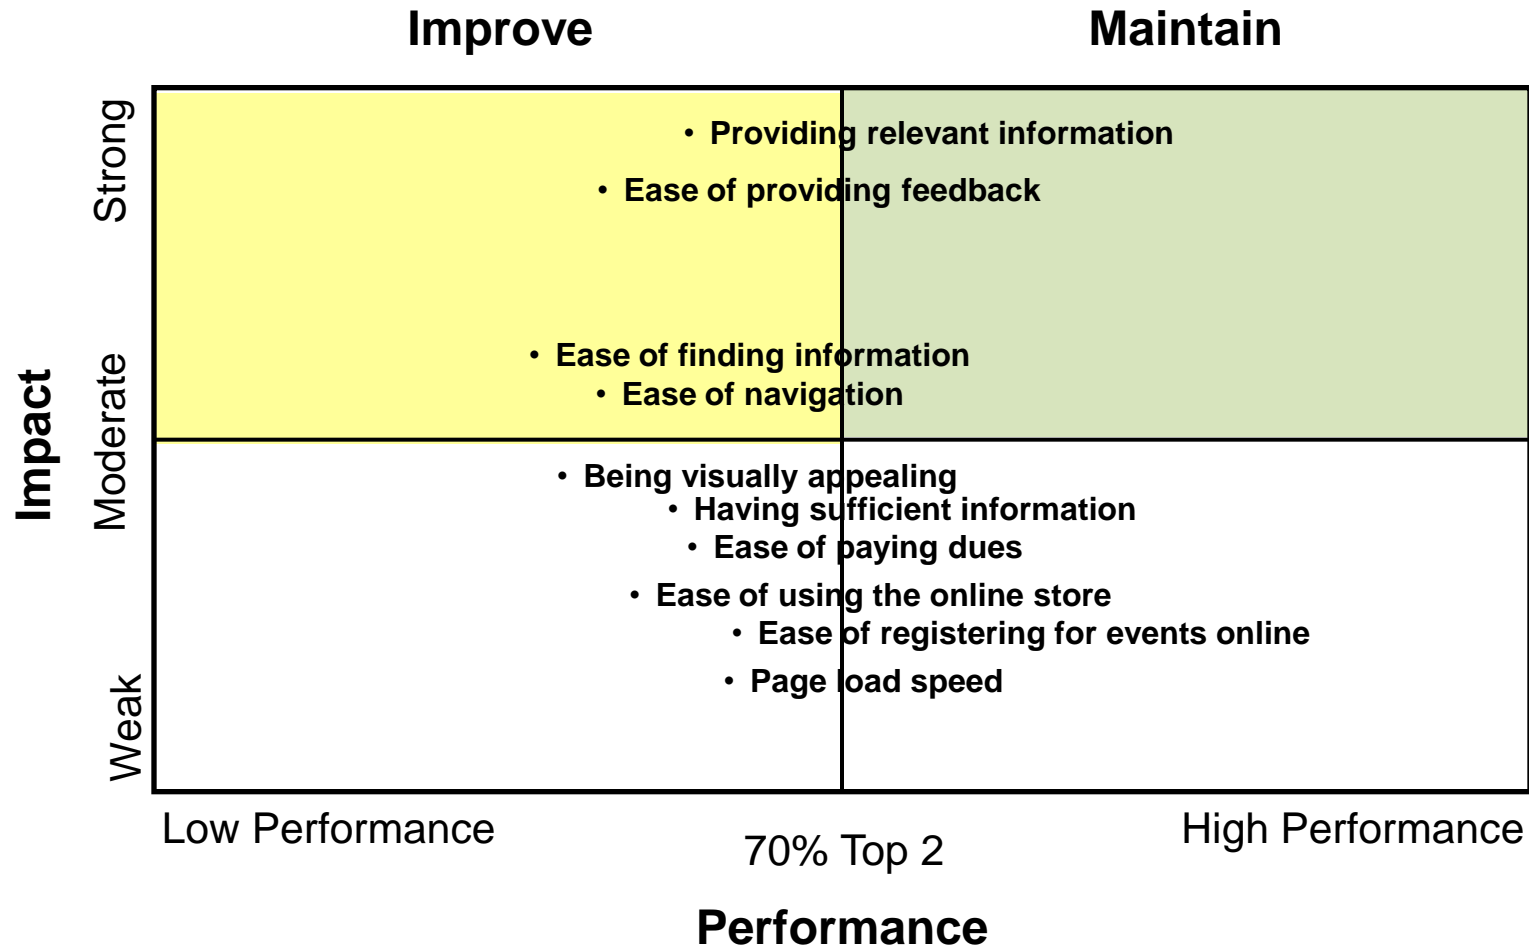 Improve
Maintain
Strong
• Providing relevant information
• Ease of providing feedback
Impact
Moderate
• Ease of finding information
• Ease of navigation
• Being visually appealing
• Having sufficient information
• Ease of paying dues
• Ease of using the online store
• Ease of registering for events online
Weak
• Page load speed
Low Performance
70% Top 2
High Performance
Performance